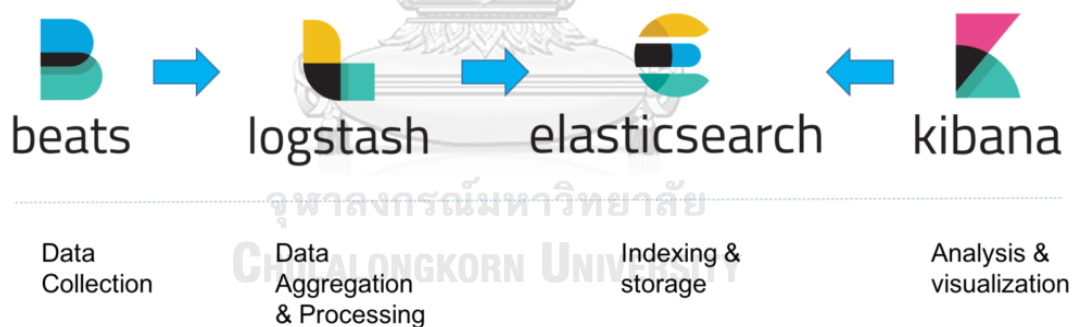 beats
logstash
elasticsearch
kibana
จุฬาลงกรณ์มหาวิทยาลัย
CHULALONGKORN UNIVERSITY
Data
Collection
Data
Aggregation
& Processing
Indexing &
storage
Analysis &
visualization